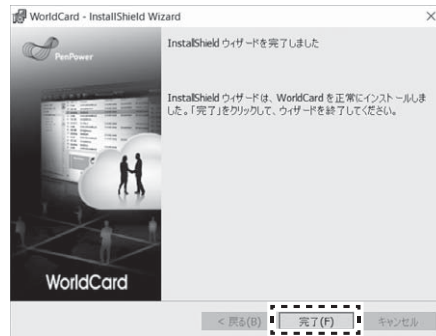 WorldCard - InstallShield Wizard
PenPower
InstallShield ウィザードを完了しました
InstallShield ウィザードは、WorldCard を正常にインストールしま
した。「完了」をクリックして、ウィザードを終了してください。
WorldCard
< 戻る(B)
完了(F)
キャンセル